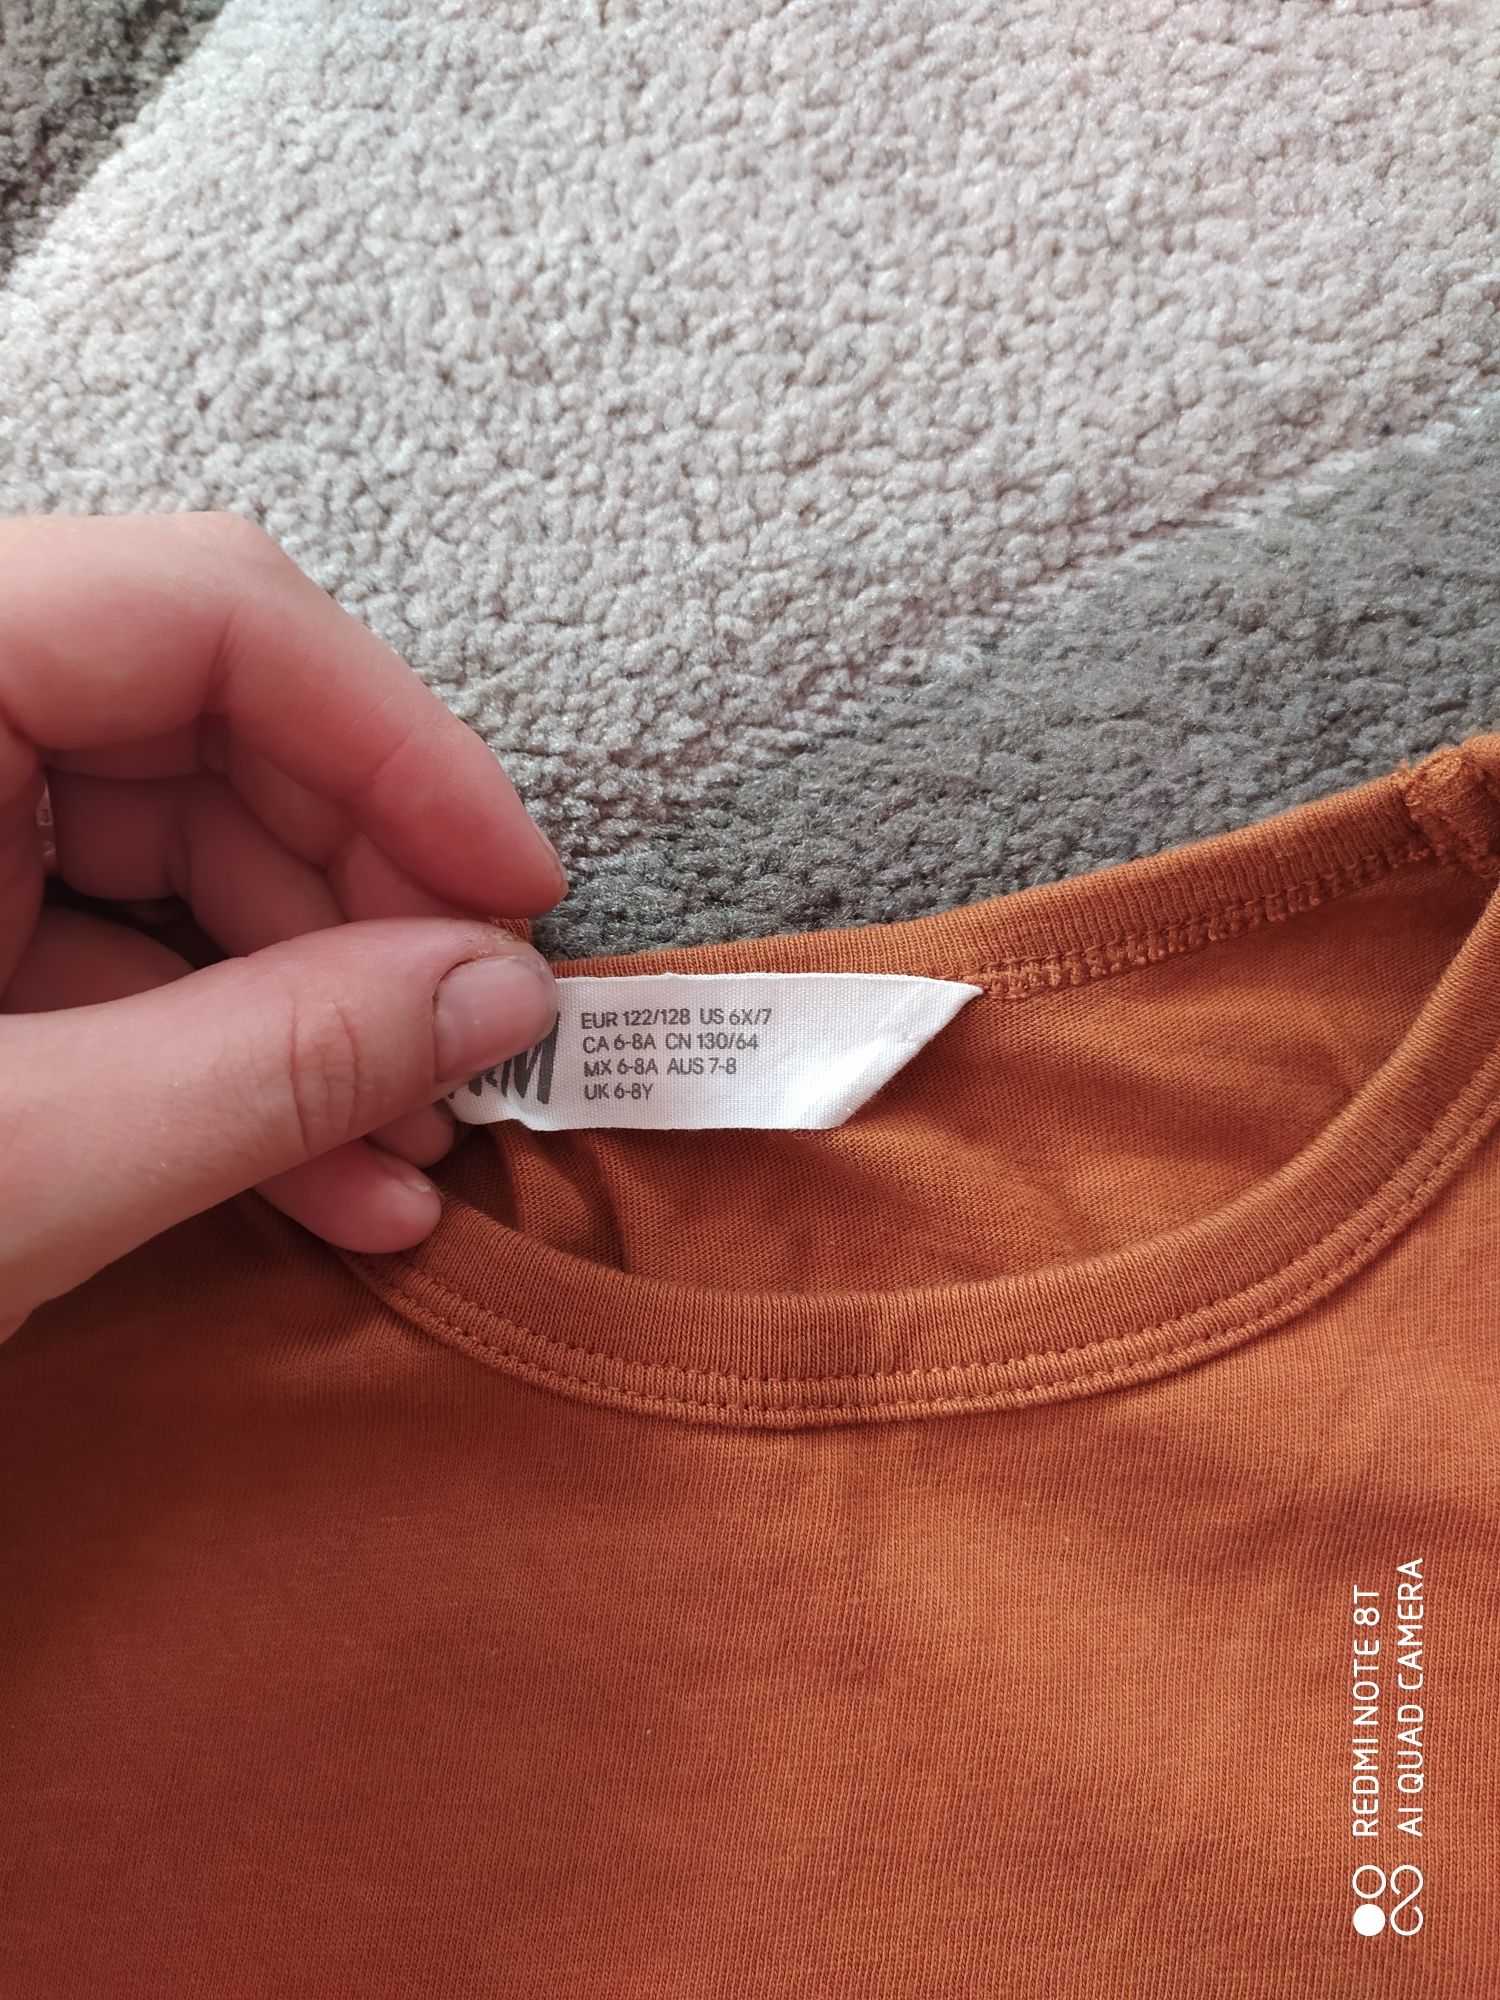 EUR 122/128 US 6X/7
CA 6-8A CN 130/64
MX 6-8A AUS 7-8
UK 6-8Y
REDMI NOTE 8T
AI QUAD CAMERA